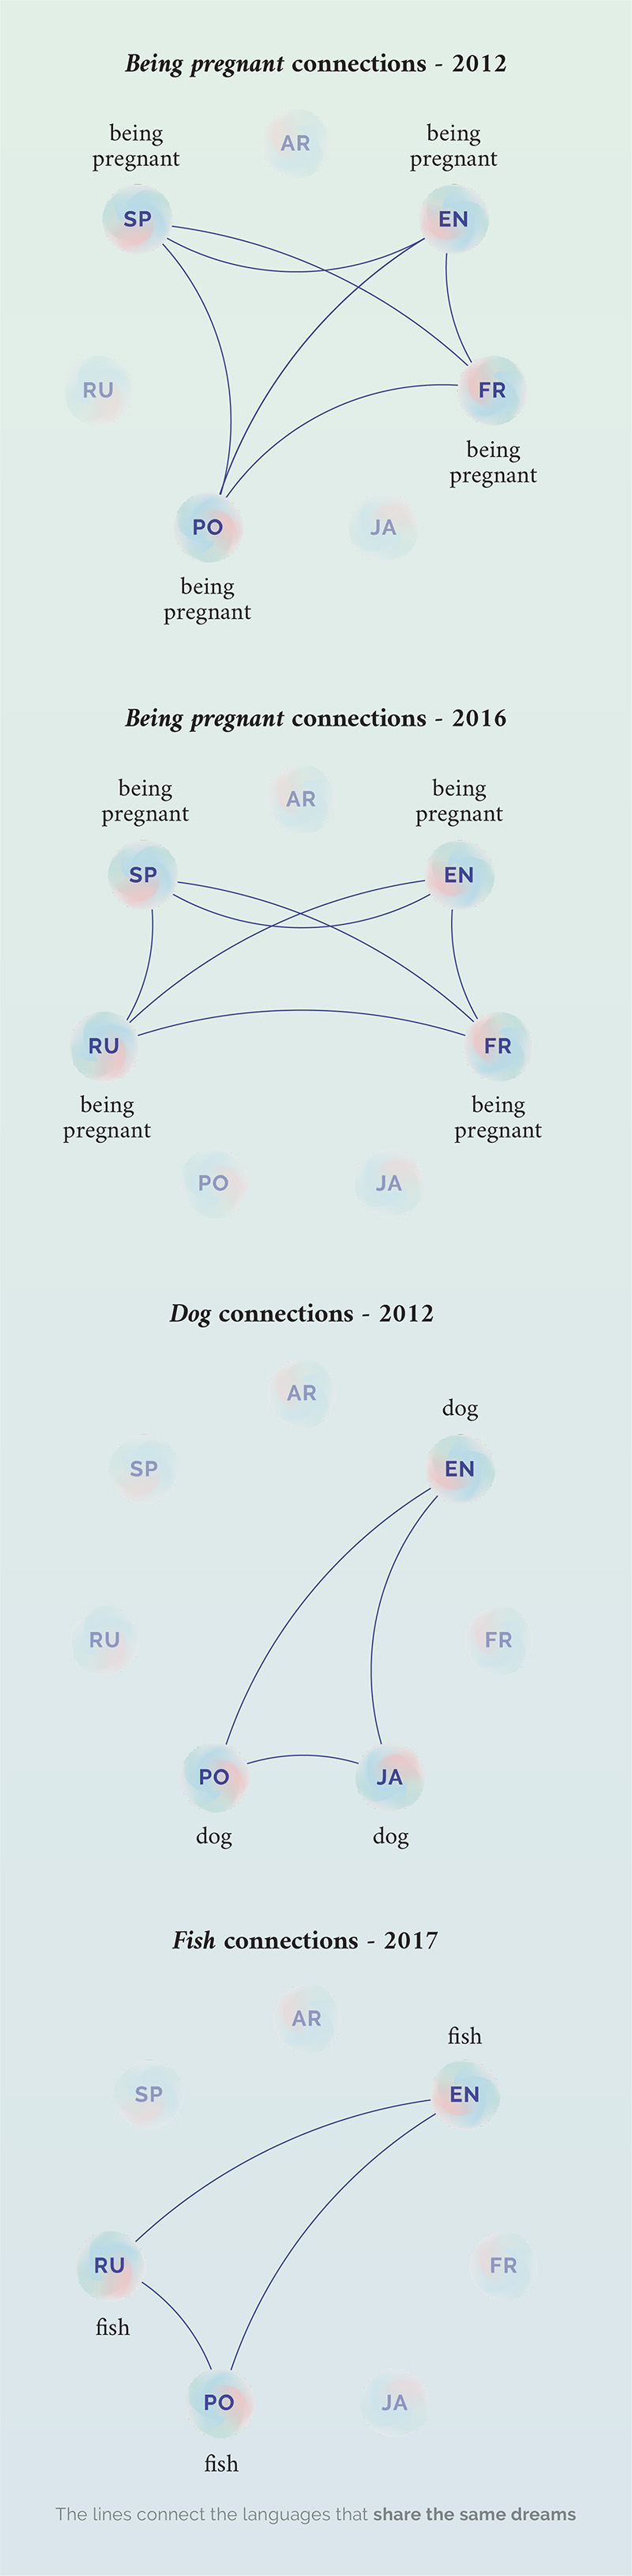 Being pregnant connections - 2012
being
pregnant
AR
being
pregnant
SP
EN
RU
FR
being
pregnant
PO
JA
being
pregnant
Being pregnant connections - 2016
being
pregnant
AR
being
pregnant
SP
EN
RU
FR
being
pregnant
being
pregnant
PO
JA
Dog connections - 2012
AR
dog
SP
EN
RU
FR
PO
JA
dog
dog
Fish connections - 2017
AR
fish
SP
EN
RU
FR
fish
PO
JA
fish
The lines connect the languages that share the same dreams